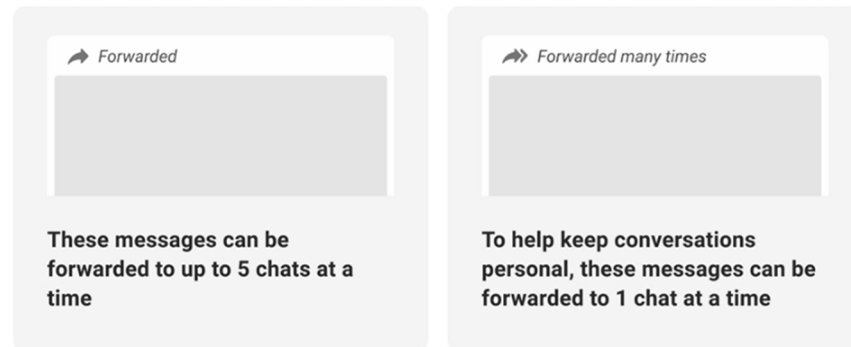 Forwarded
These messages can be
forwarded to up to 5 chats at a
time
Forwarded many times
To help keep conversations
personal, these messages can be
forwarded to 1 chat at a time